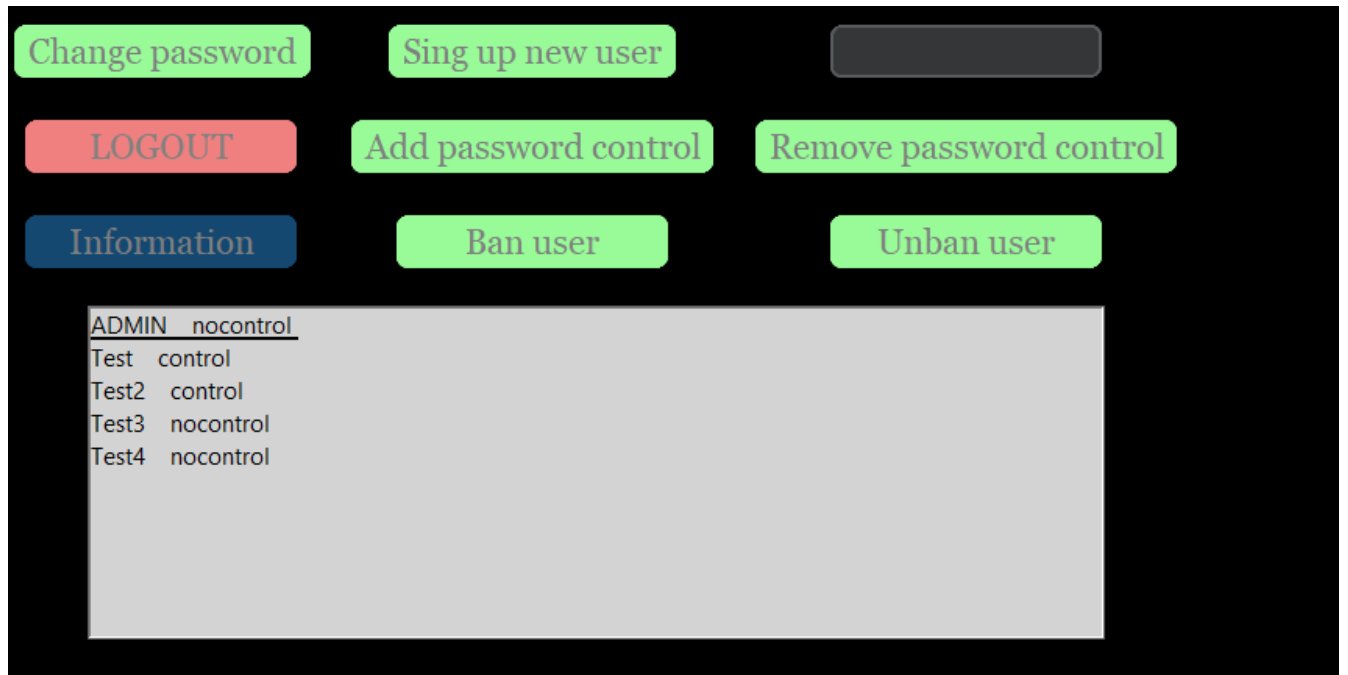 Change password Sing up new user
LOGOUT Add password control Remove password control
Information Ban user Unban user
ADMIN nocontrol
Test control
Test2 control
Test3 nocontrol
Test4 nocontrol